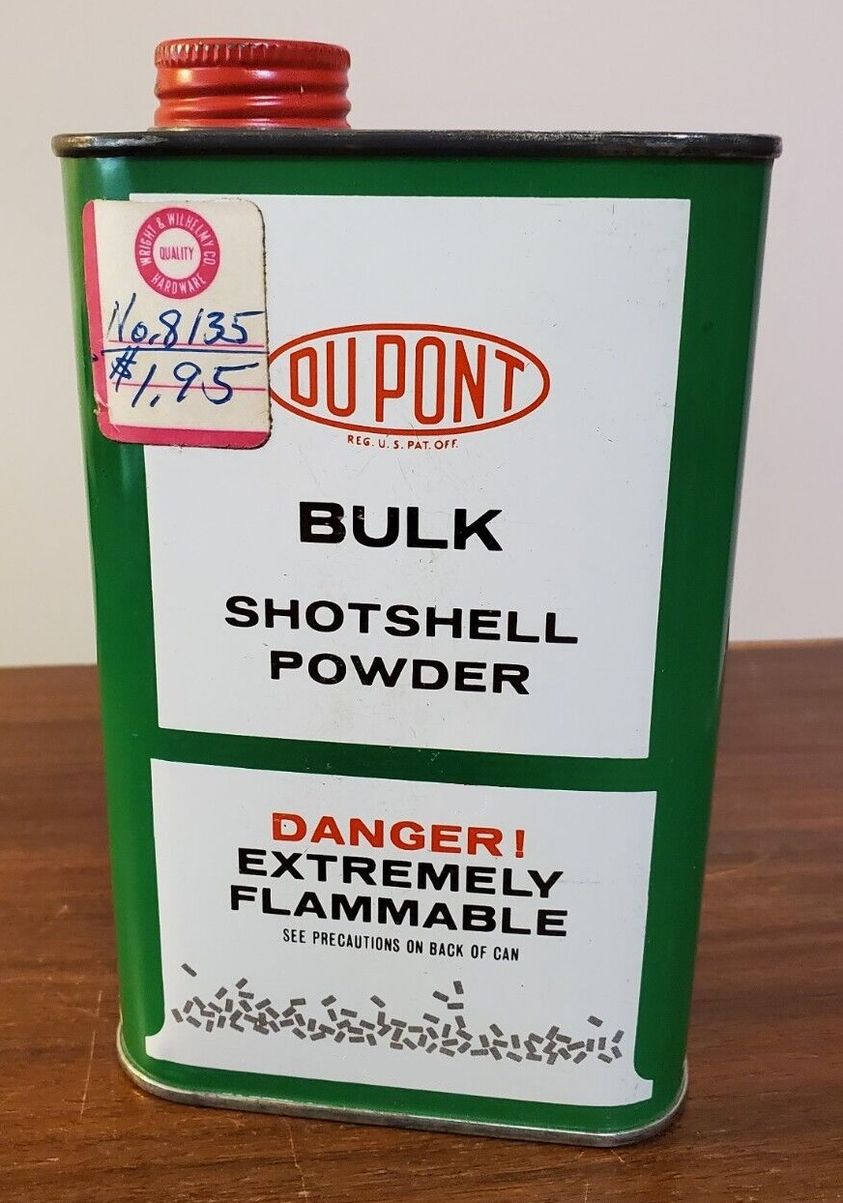 WRIGHT & WILHELMY CO.
QUALITY
HARDWARE
No. 8135
$1.95
DU PONT
REG. U. S. PAT. OFF.
BULK
SHOTSHELL
POWDER
DANGER!
EXTREMELY
FLAMMABLE
SEE PRECAUTIONS ON BACK OF CAN